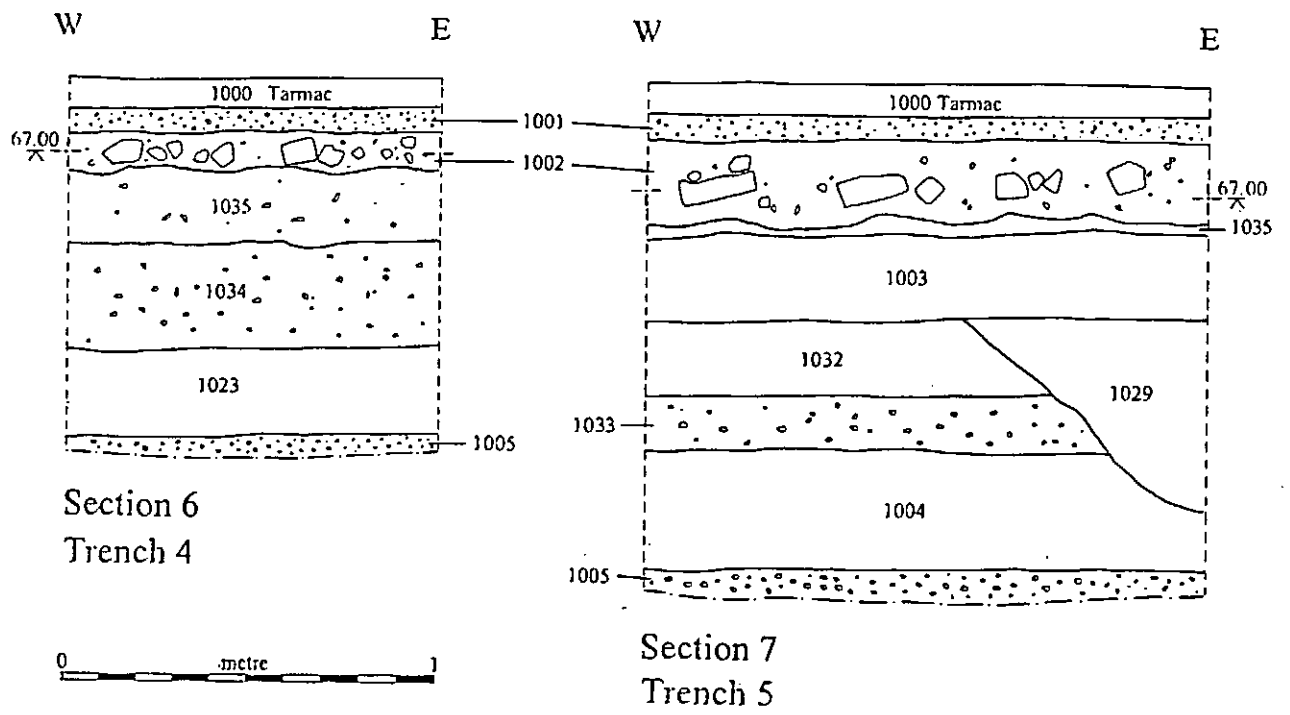 W E
1000 Tarmac
67.00
1035
1034
1023
1005
Section 6
Trench 4
0 metre 1
1001
1002
W E
1000 Tarmac
67.00
1035
1003
1032
1029
1033
1004
1005
Section 7
Trench 5